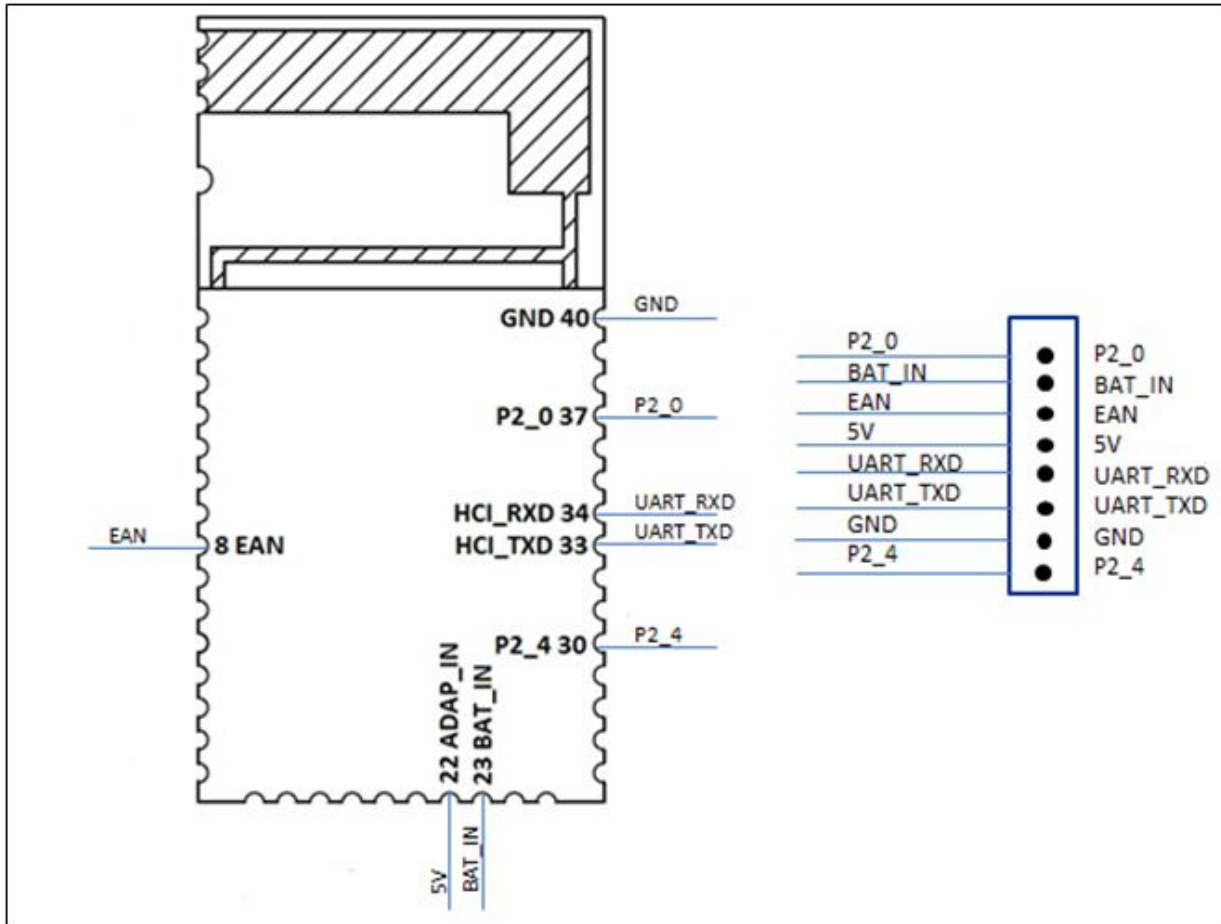 GND 40 GND
P2_0 37 P2_0
HCI_RXD 34 UART_RXD
HCI_TXD 33 UART_TXD
EAN 8 EAN
P2_4 30 P2_4
22 ADAP_IN
23 BAT_IN
5V
BAT_IN
P2_0 P2_0
BAT_IN BAT_IN
EAN EAN
5V 5V
UART_RXD UART_RXD
UART_TXD UART_TXD
GND GND
P2_4 P2_4